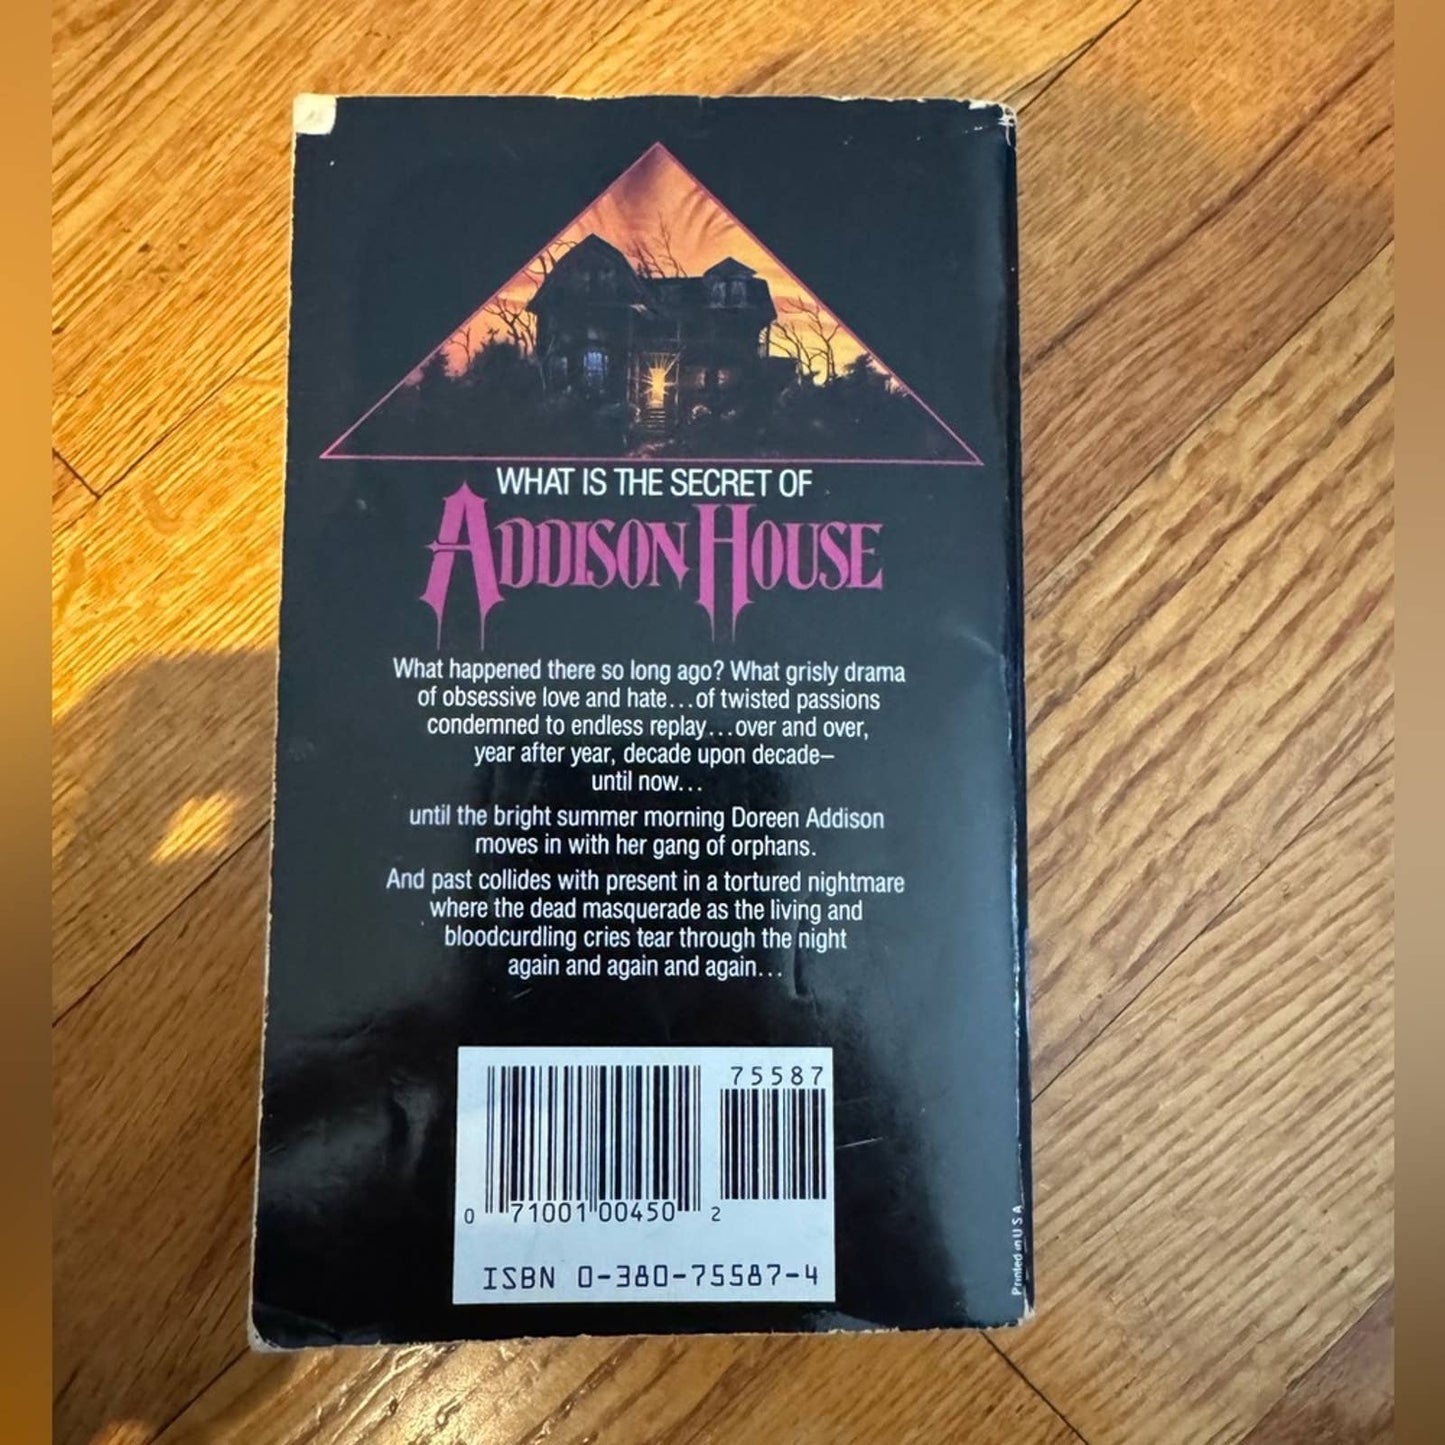 WHAT IS THE SECRET OF
ADDISON HOUSE
What happened there so long ago? What grisly drama
of obsessive love and hate...of twisted passions
condemned to endless replay...over and over,
year after year, decade upon decade–
until now...
until the bright summer morning Doreen Addison
moves in with her gang of orphans.
And past collides with present in a tortured nightmare
where the dead masquerade as the living and
bloodcurdling cries tear through the night
again and again and again...
75587
0 71001 00450 2
ISBN 0-380-75587-4
Printed in U S A